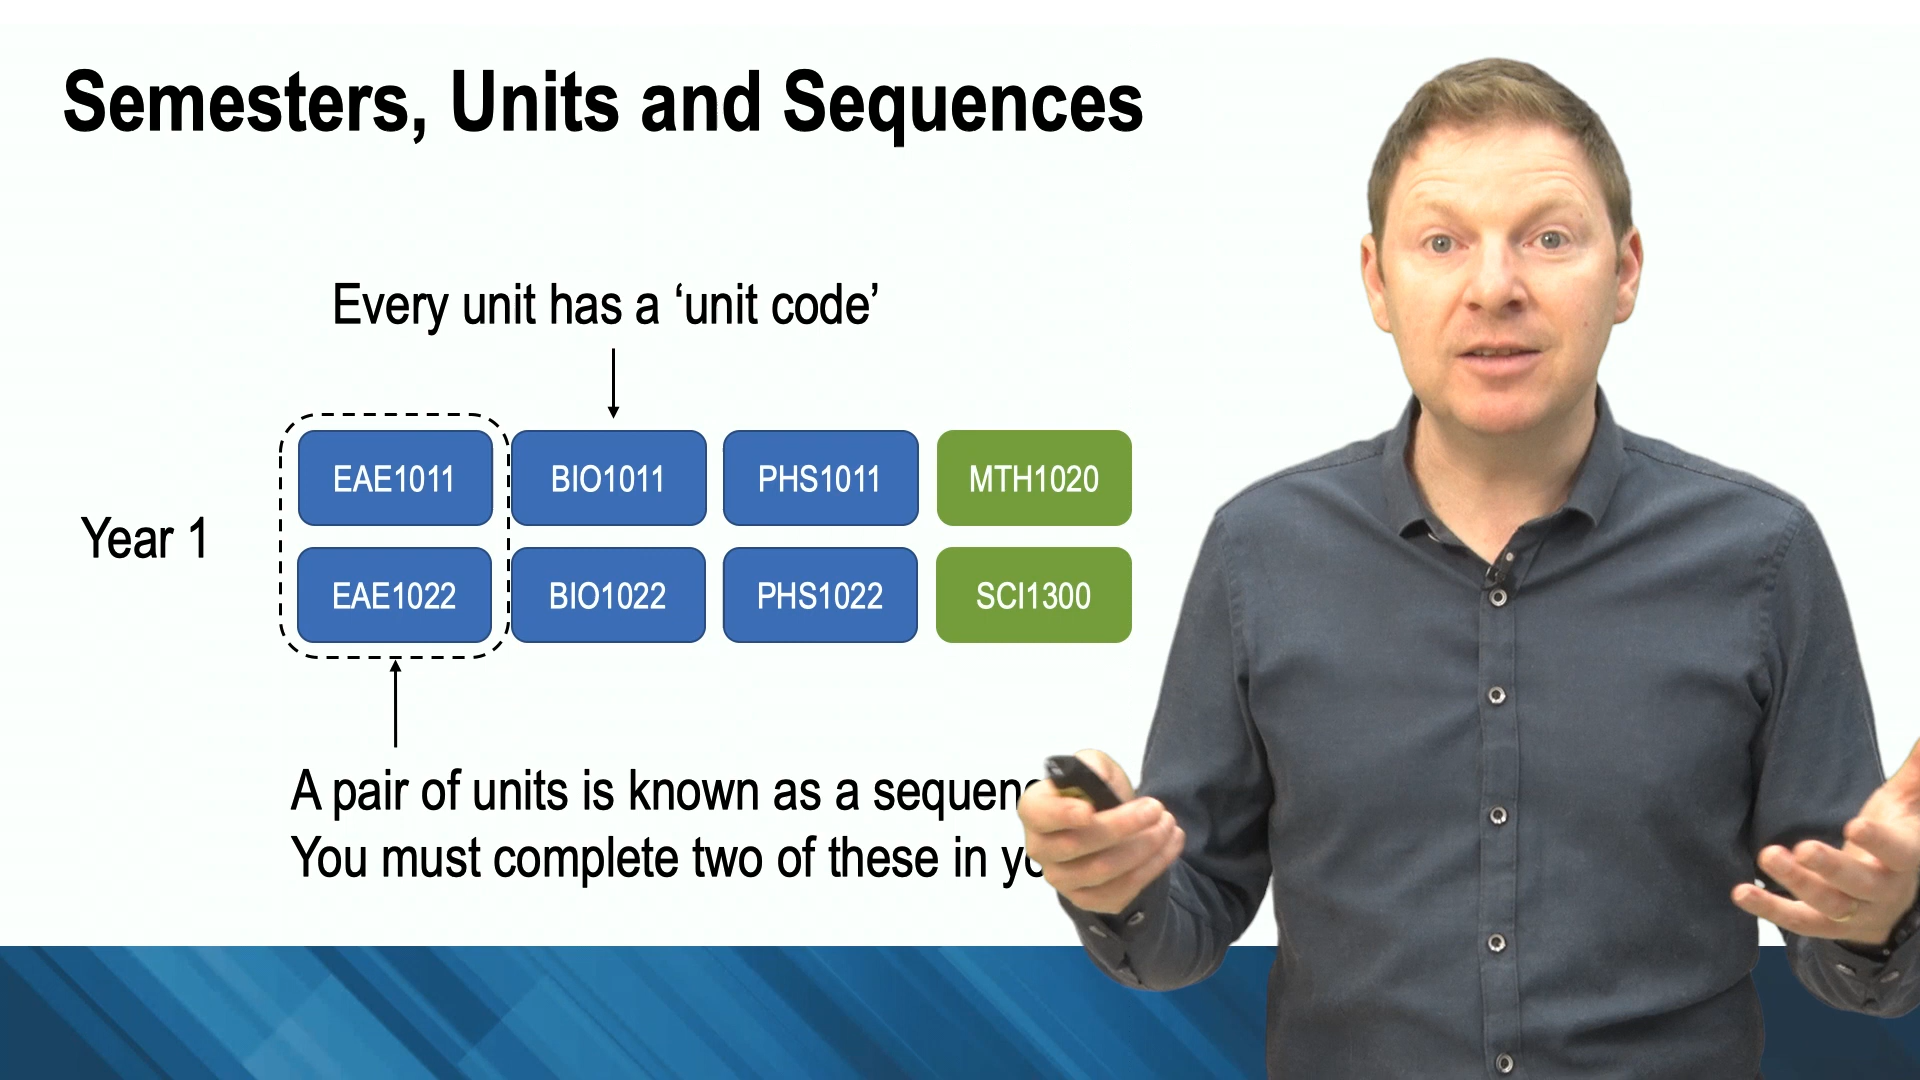 Semesters, Units and Sequences
Every unit has a ‘unit code’
EAE1011 BIO1011 PHS1011 MTH1020
Year 1
EAE1022 BIO1022 PHS1022 SCI1300
A pair of units is known as a
You must complete two of these in